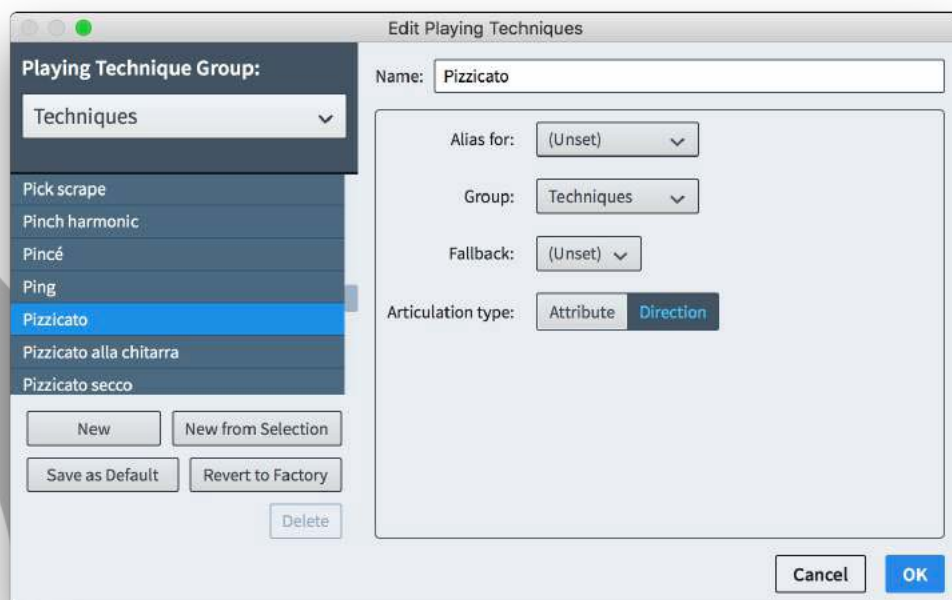 Edit Playing Techniques
Playing Technique Group:
Techniques
Pick scrape
Pinch harmonic
Pincé
Ping
Pizzicato
Pizzicato alla chitarra
Pizzicato secco
New
New from Selection
Save as Default
Revert to Factory
Delete
Name: Pizzicato
Alias for: (Unset)
Group: Techniques
Fallback: (Unset)
Articulation type: Attribute Direction
Cancel
OK